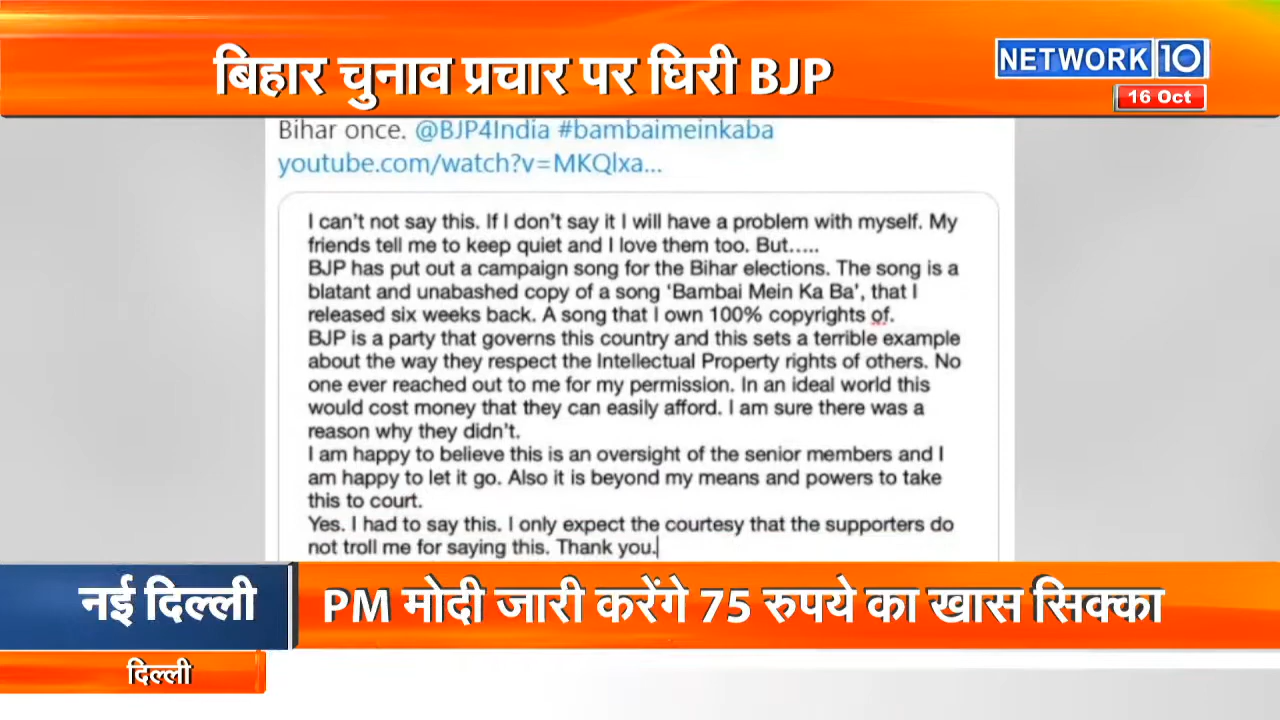 बिहार चुनाव प्रचार पर घिरी BJP
NETWORK 10
16 Oct
Bihar once. @BJP4India #bambaimeinkaba
youtube.com/watch?v=MKQlxa...
I can't not say this. If I don't say it I will have a problem with myself. My
friends tell me to keep quiet and I love them too. But.....
BJP has put out a campaign song for the Bihar elections. The song is a
blatant and unabashed copy of a song ‘Bambai Mein Ka Ba’, that I
released six weeks back. A song that I own 100% copyrights of.
BJP is a party that governs this country and this sets a terrible example
about the way they respect the Intellectual Property rights of others. No
one ever reached out to me for my permission. In an ideal world this
would cost money that they can easily afford. I am sure there was a
reason why they didn't.
I am happy to believe this is an oversight of the senior members and I
am happy to let it go. Also it is beyond my means and powers to take
this to court.
Yes. I had to say this. I only expect the courtesy that the supporters do
not troll me for saying this. Thank you.
नई दिल्ली
PM मोदी जारी करेंगे 75 रुपये का खास सिक्का
दिल्ली